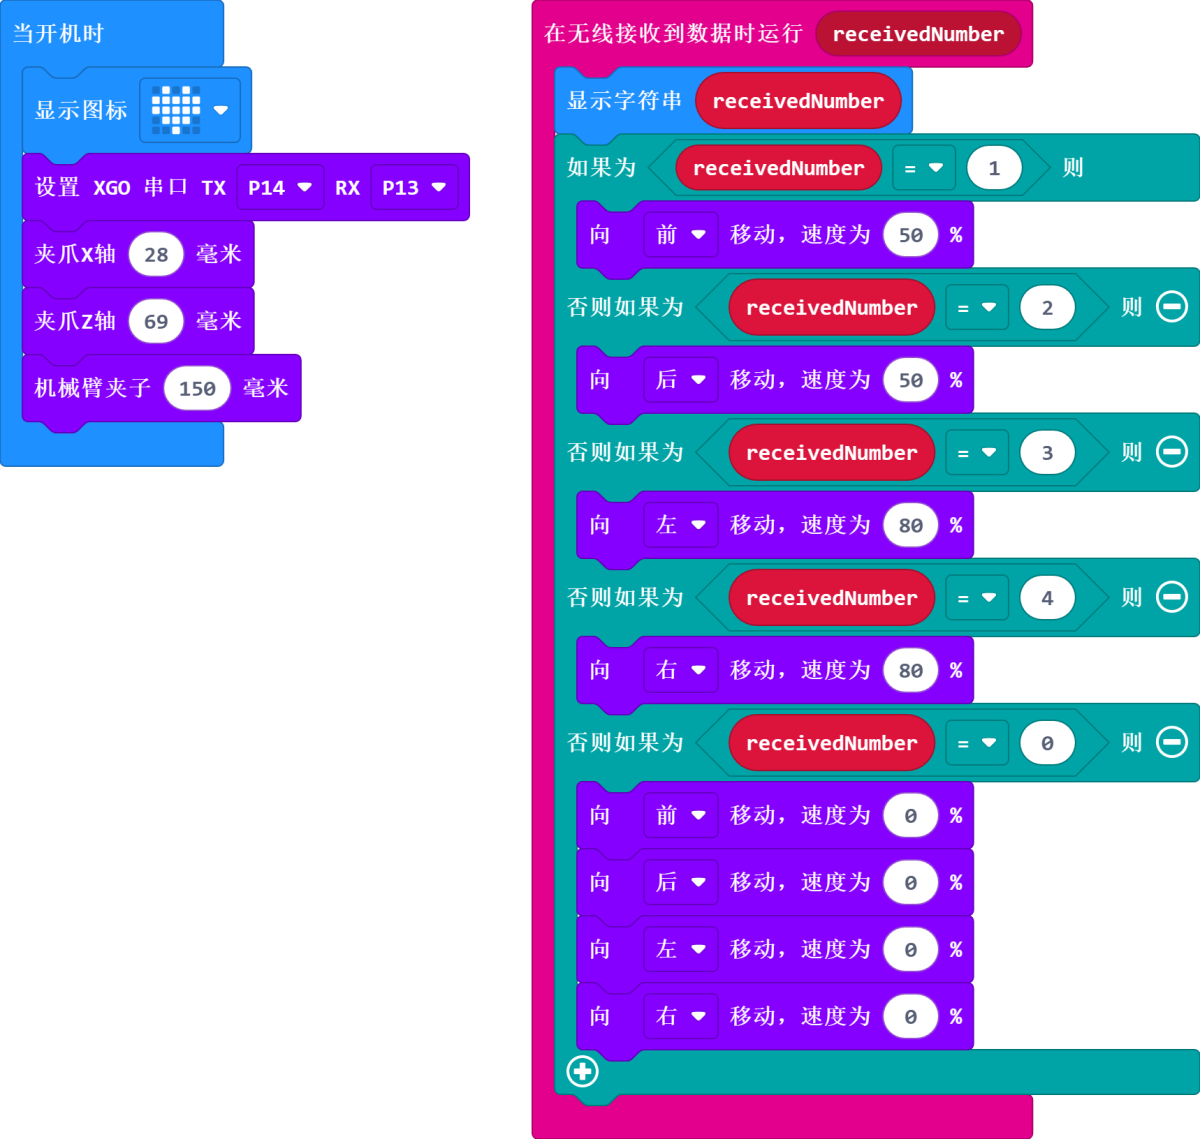 当开机时
显示图标
设置 XGO 串口 TX P14 RX P13
夹爪X轴 28 毫米
夹爪Z轴 69 毫米
机械臂夹子 150 毫米
在无线接收到数据时运行 receivedNumber
显示字符串 receivedNumber
如果为 receivedNumber = 1 则
向 前 移动，速度为 50 %
否则如果为 receivedNumber = 2 则
向 后 移动，速度为 50 %
否则如果为 receivedNumber = 3 则
向 左 移动，速度为 80 %
否则如果为 receivedNumber = 4 则
向 右 移动，速度为 80 %
否则如果为 receivedNumber = 0 则
向 前 移动，速度为 0 %
向 后 移动，速度为 0 %
向 左 移动，速度为 0 %
向 右 移动，速度为 0 %